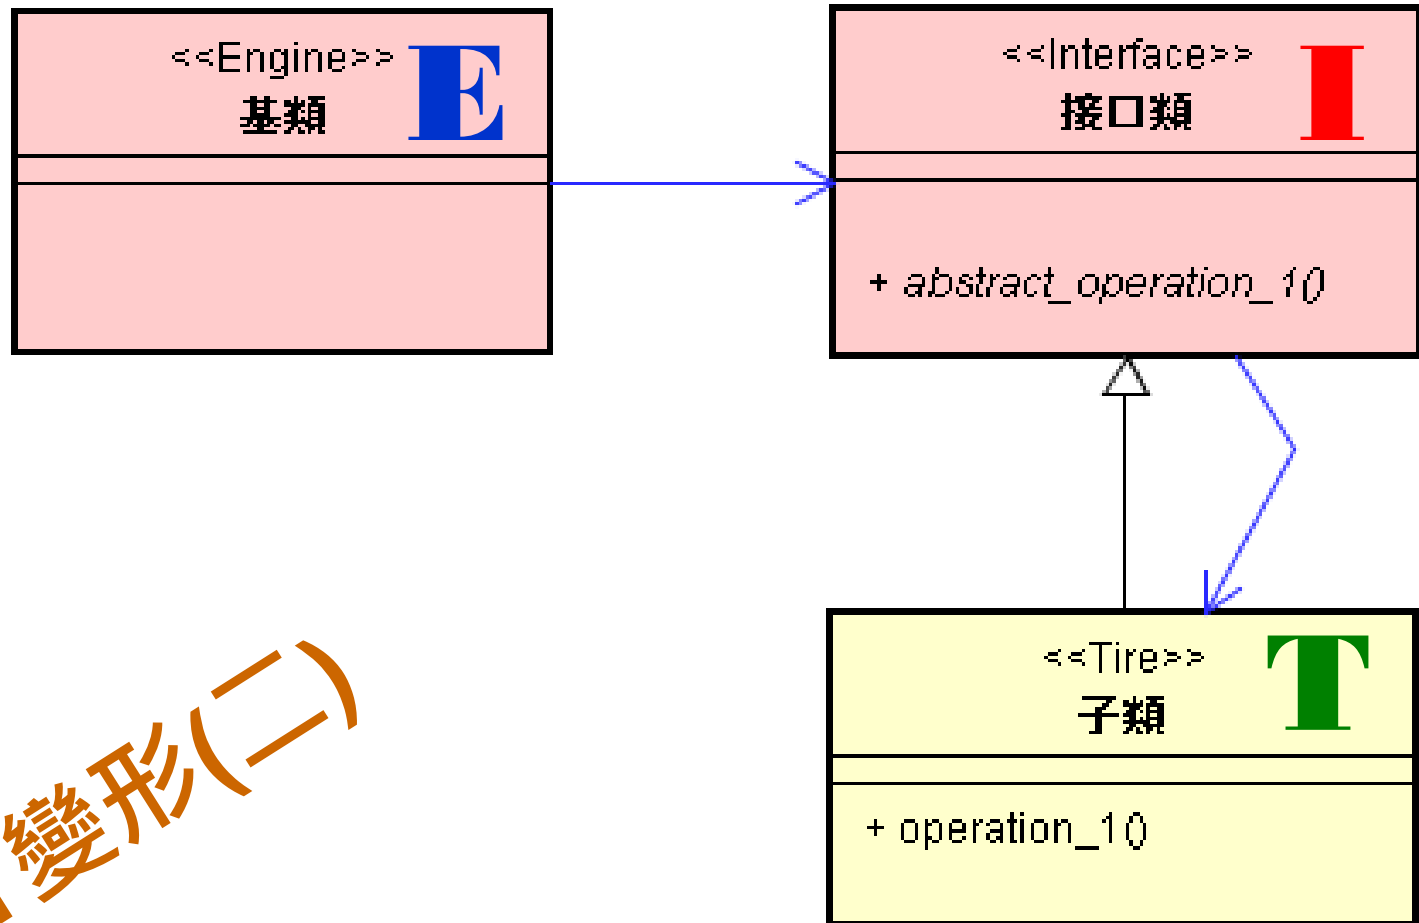 <<Engine>>
基類
E
<<Interface>>
接口類
I
+ abstract_operation_1()
<<Tire>>
子類
T
+ operation_1()
變形(二)